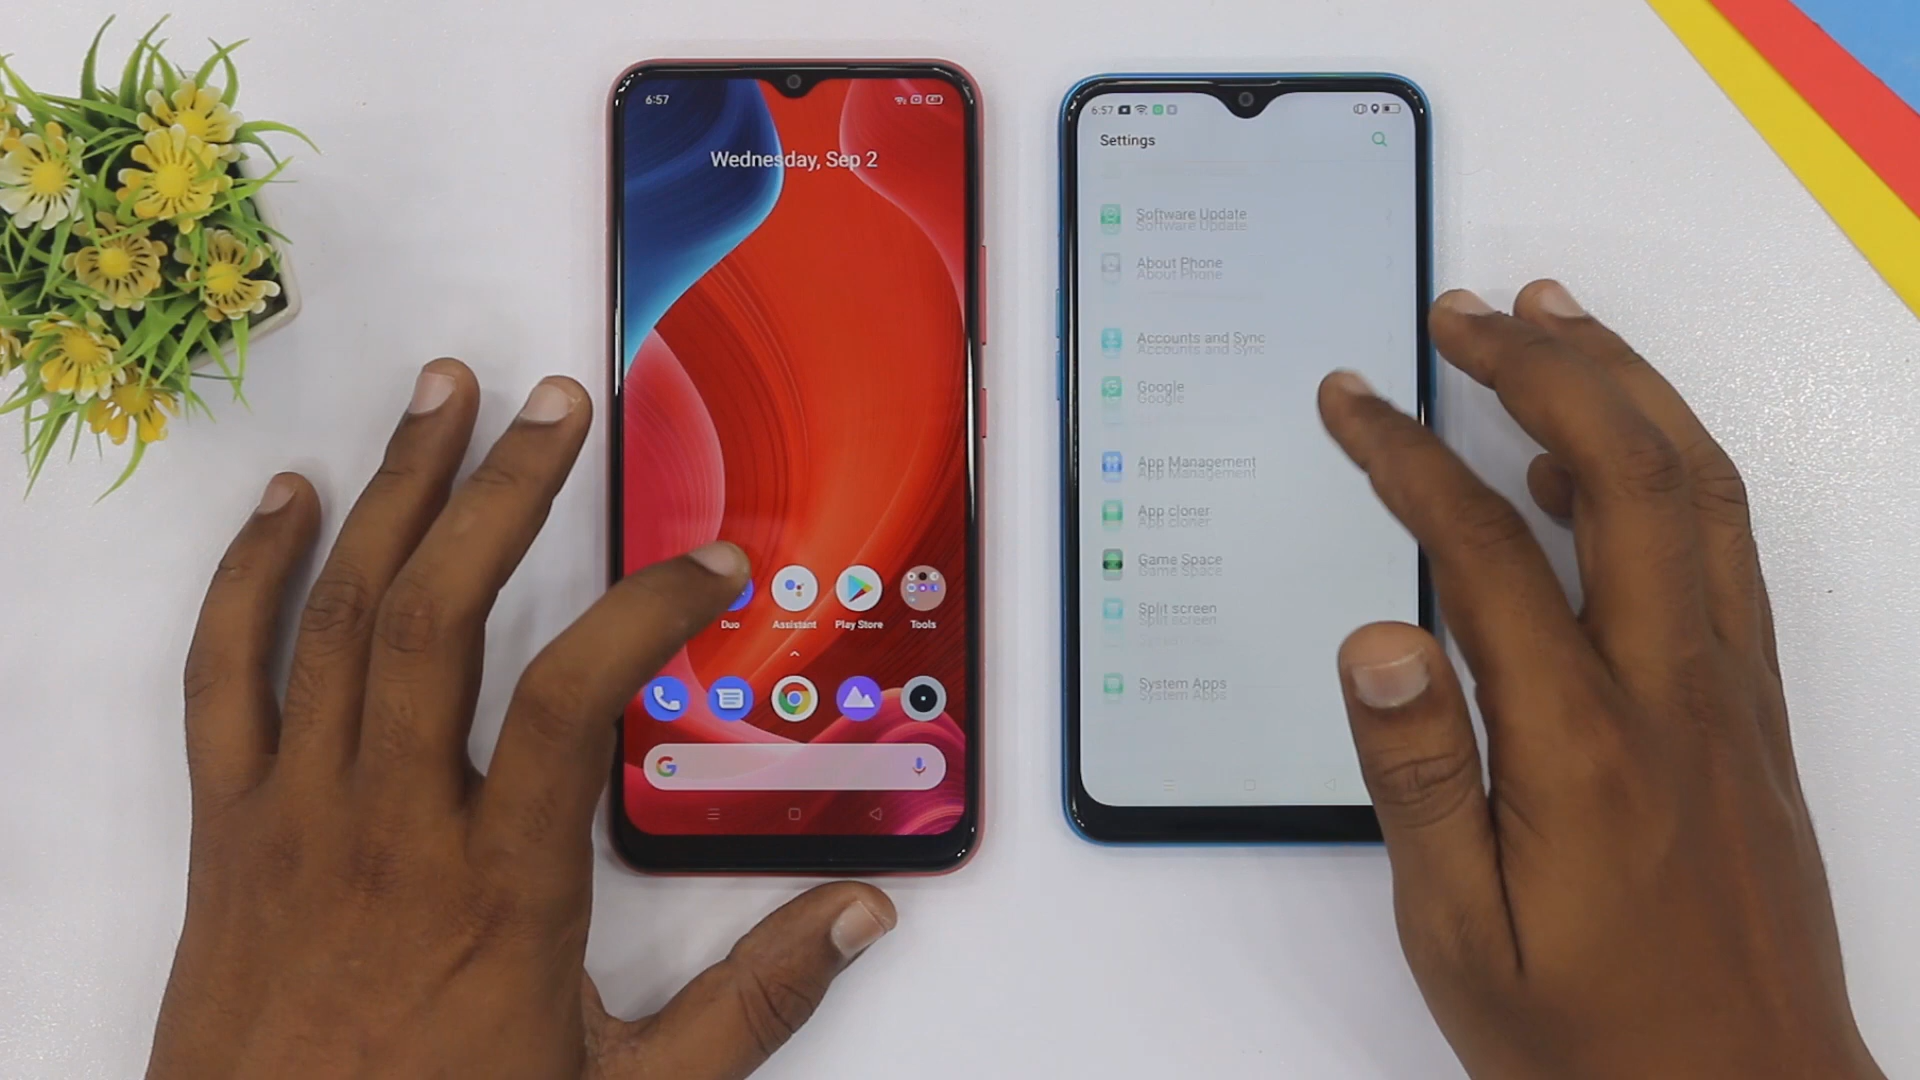 6:57
Wednesday, Sep 2
Duo
Assistant
Play Store
Tools
6:57
Settings
Software Update
About Phone
Accounts and Sync
Google
App Management
App cloner
Game Space
Split screen
System Apps